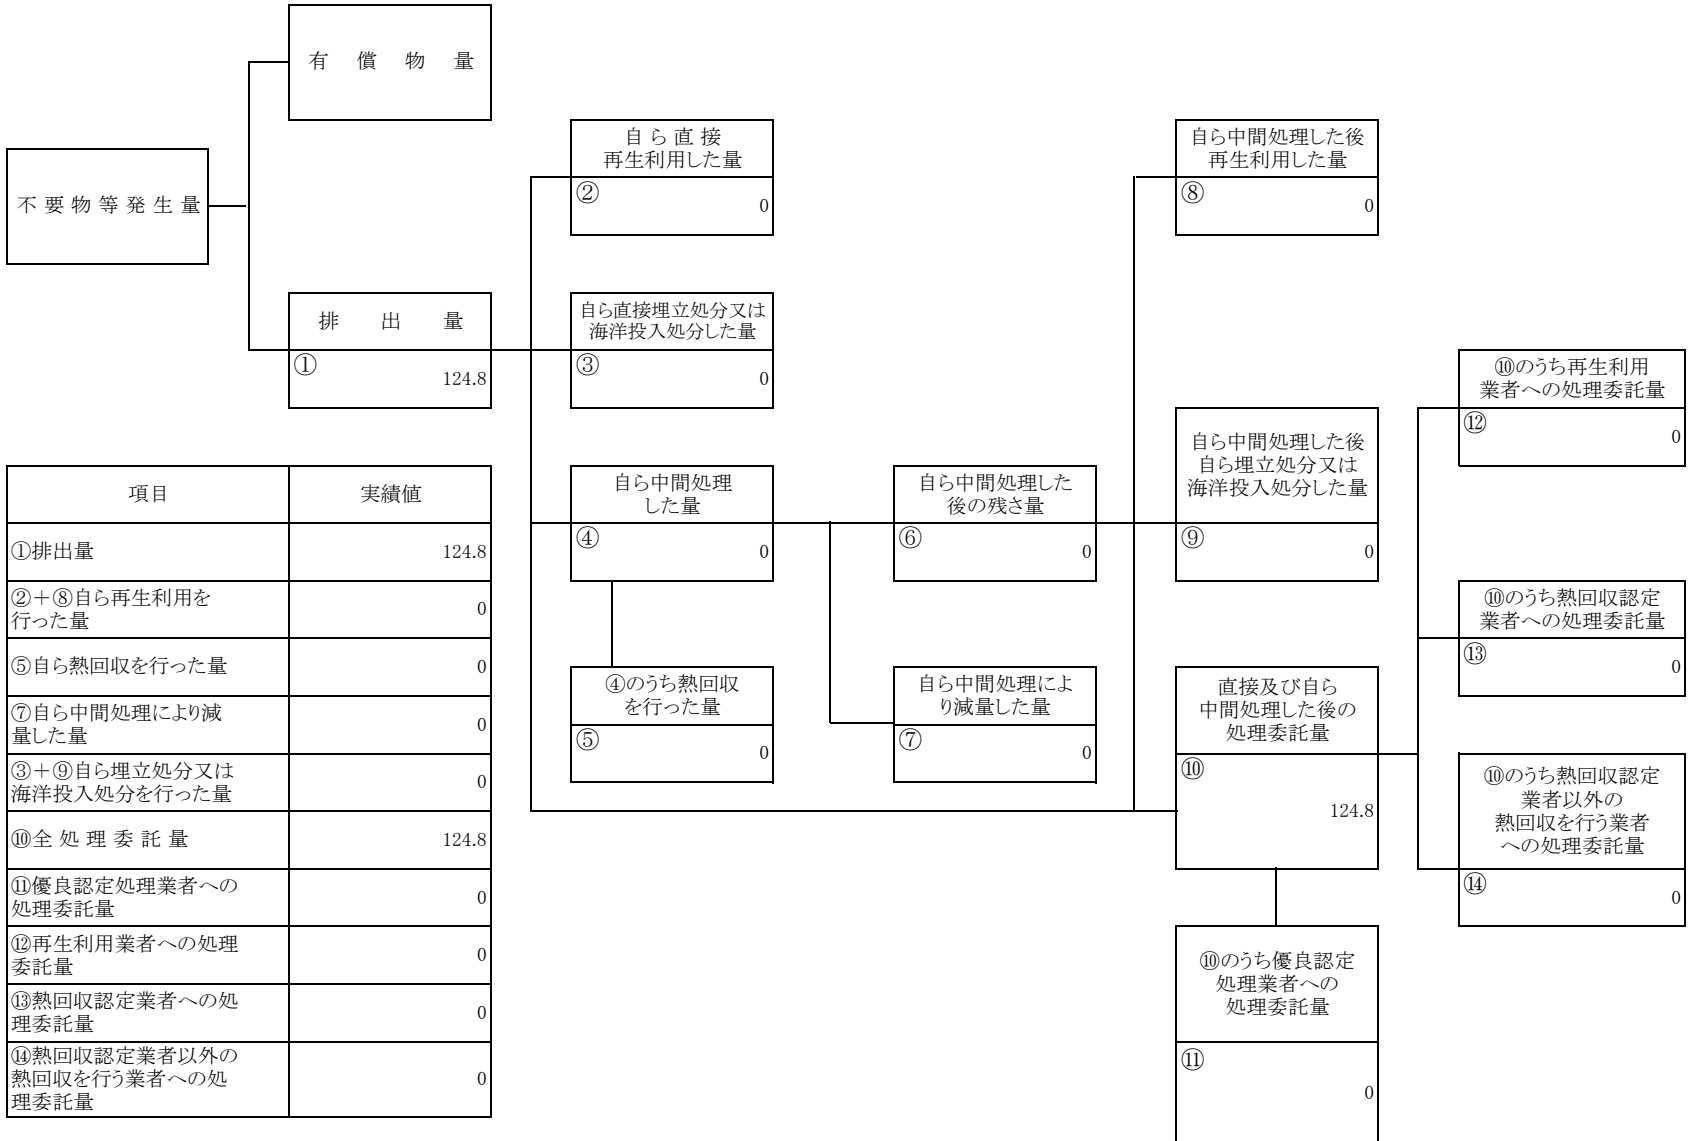 有償物量
不要物等発生量
排出量
①
124.8
自ら直接
再生利用した量
②
0
自ら直接埋立処分又は
海洋投入処分した量
③
0
自ら中間処理
した量
④
0
④のうち熱回収
を行った量
⑤
0
自ら中間処理した
後の残さ量
⑥
0
自ら中間処理によ
り減量した量
⑦
0
自ら中間処理した後
再生利用した量
⑧
0
自ら中間処理した後
自ら埋立処分又は
海洋投入処分した量
⑨
0
直接及び自ら
中間処理した後の
処理委託量
⑩
124.8
⑩のうち優良認定
処理業者への
処理委託量
⑪
0
⑩のうち再生利用
業者への処理委託量
⑫
0
⑩のうち熱回収認定
業者への処理委託量
⑬
0
⑩のうち熱回収認定
業者以外の
熱回収を行う業者
への処理委託量
⑭
0
項目 実績値
①排出量 124.8
②＋⑧自ら再生利用を
行った量 0
⑤自ら熱回収を行った量 0
⑦自ら中間処理により減
量した量 0
③＋⑨自ら埋立処分又は
海洋投入処分を行った量 0
⑩全処理委託量 124.8
⑪優良認定処理業者への
処理委託量 0
⑫再生利用業者への処理
委託量 0
⑬熱回収認定業者への処
理委託量 0
⑭熱回収認定業者以外の
熱回収を行う業者への処 0
理委託量